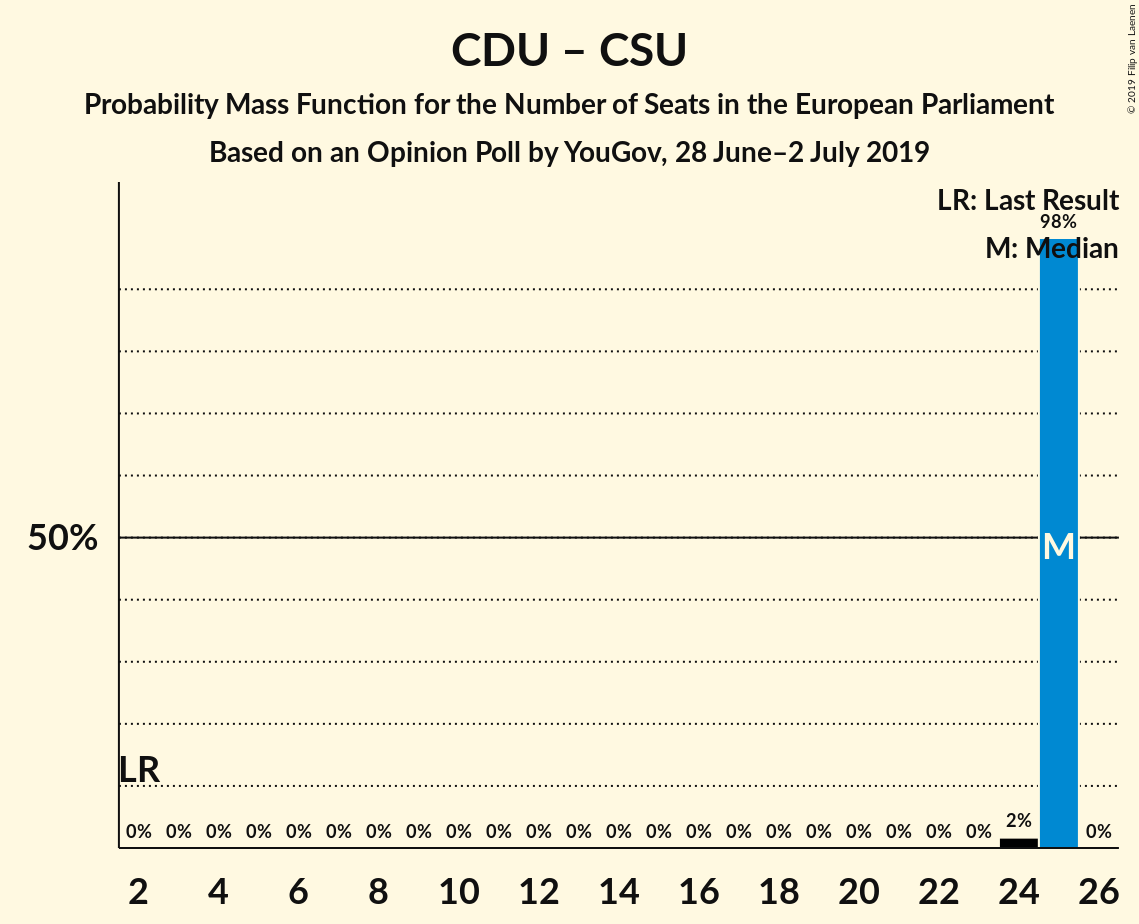 CDU – CSU
Probability Mass Function for the Number of Seats in the European Parliament
Based on an Opinion Poll by YouGov, 28 June–2 July 2019
© 2019 Filip van Laenen
LR: Last Result
98%
M: Median
50%
M
LR
0% 0% 0% 0% 0% 0% 0% 0% 0% 0% 0% 0% 0% 0% 0% 0% 0% 0% 0% 0% 0% 0% 2% 0%
2 4 6 8 10 12 14 16 18 20 22 24 26